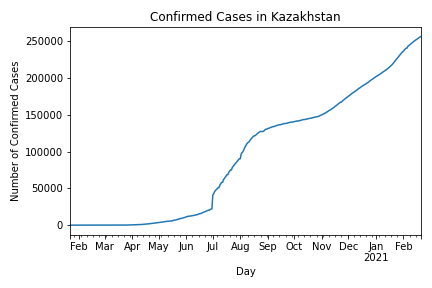 Confirmed Cases in Kazakhstan
Number of Confirmed Cases
250000
200000
150000
100000
50000
0
Feb Mar Apr May Jun Jul Aug Sep Oct Nov Dec Jan Feb
2021
Day